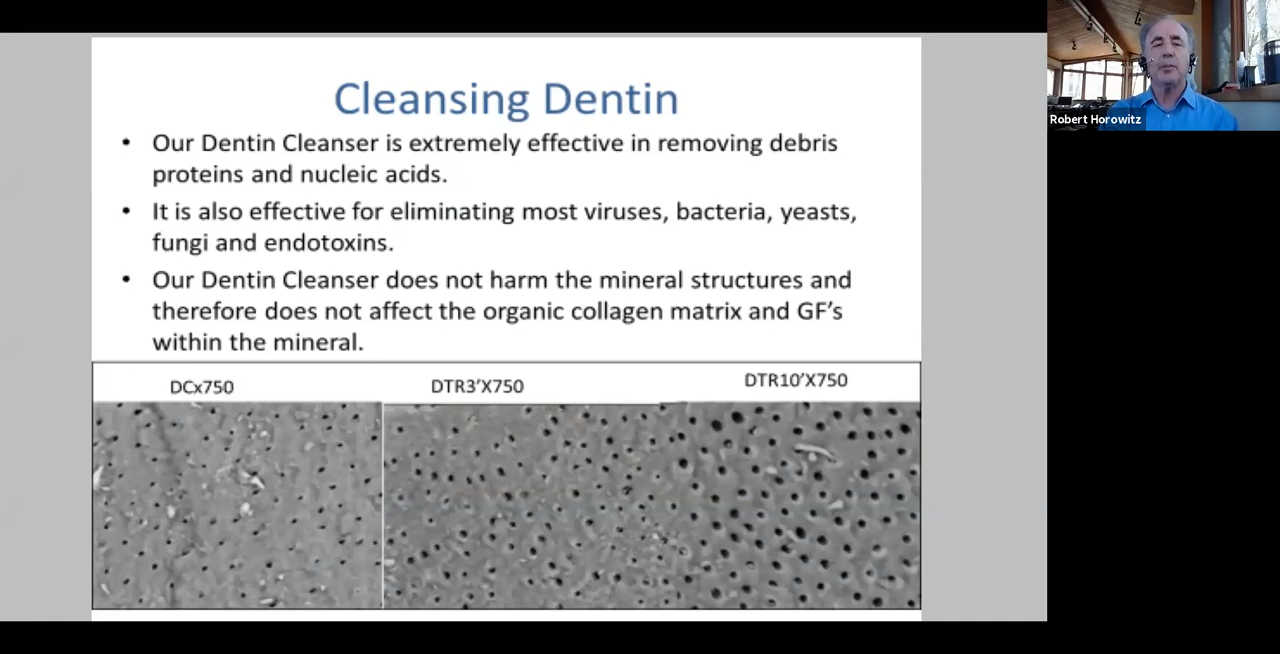 Cleansing Dentin
• Our Dentin Cleanser is extremely effective in removing debris
proteins and nucleic acids.
• It is also effective for eliminating most viruses, bacteria, yeasts,
fungi and endotoxins.
• Our Dentin Cleanser does not harm the mineral structures and
therefore does not affect the organic collagen matrix and GF's
within the mineral.
DCx750
DTR3'X750
DTR10'X750
Robert Horowitz